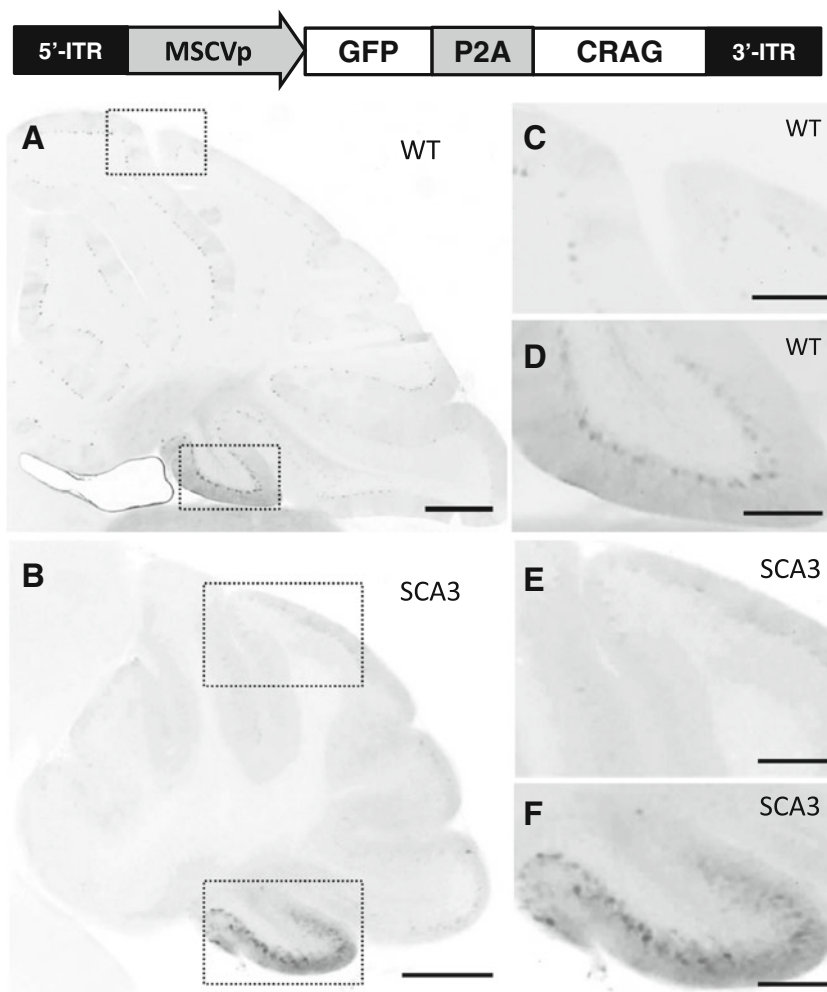 5’-ITR MSCVp GFP P2A CRAG 3’-ITR
A WT
C WT
D WT
B SCA3
E SCA3
F SCA3